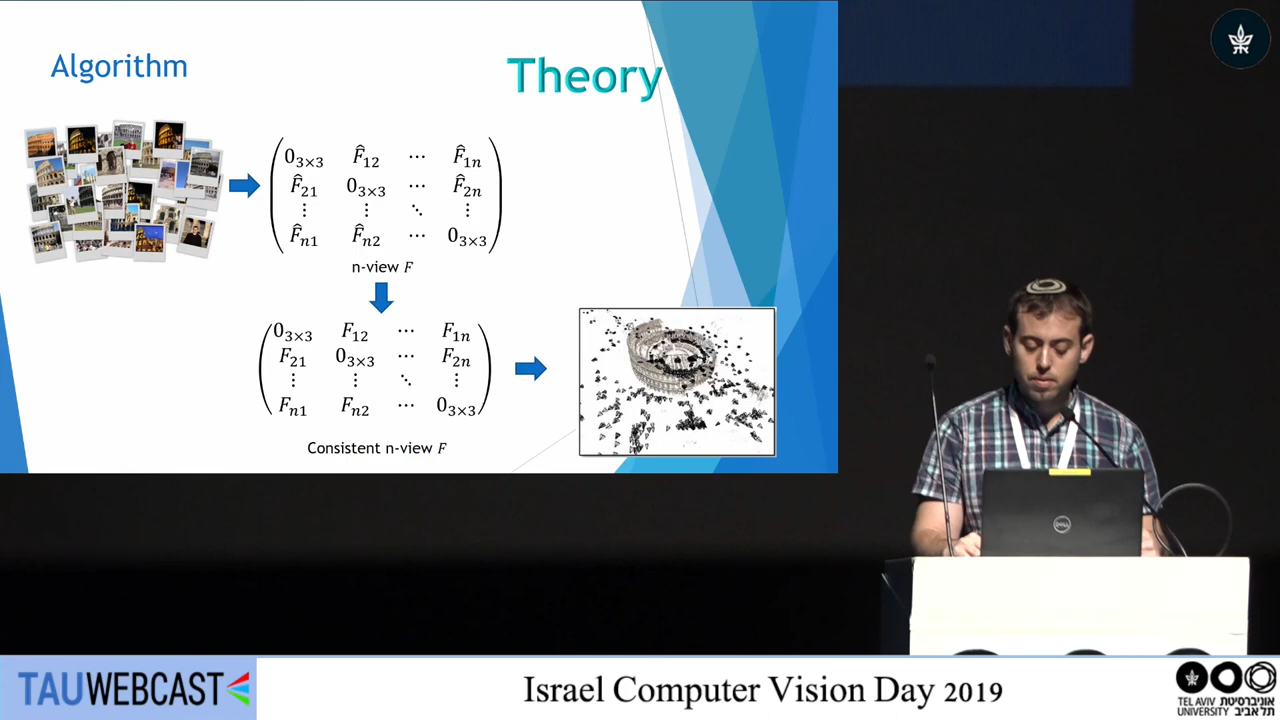 Algorithm
Theory
0₃ₓ₃ F̂₁₂ ⋯ F̂₁ₙ
F̂₂₁ 0₃ₓ₃ ⋯ F̂₂ₙ
⋮ ⋮ ⋱ ⋮
F̂ₙ₁ F̂ₙ₂ ⋯ 0₃ₓ₃
n-view F
0₃ₓ₃ F₁₂ ⋯ F₁ₙ
F₂₁ 0₃ₓ₃ ⋯ F₂ₙ
⋮ ⋮ ⋱ ⋮
Fₙ₁ Fₙ₂ ⋯ 0₃ₓ₃
Consistent n-view F
DELL
TAUWEBCAST
Israel Computer Vision Day 2019
TEL AVIV אוניברסיטת
UNIVERSITY תל אביב